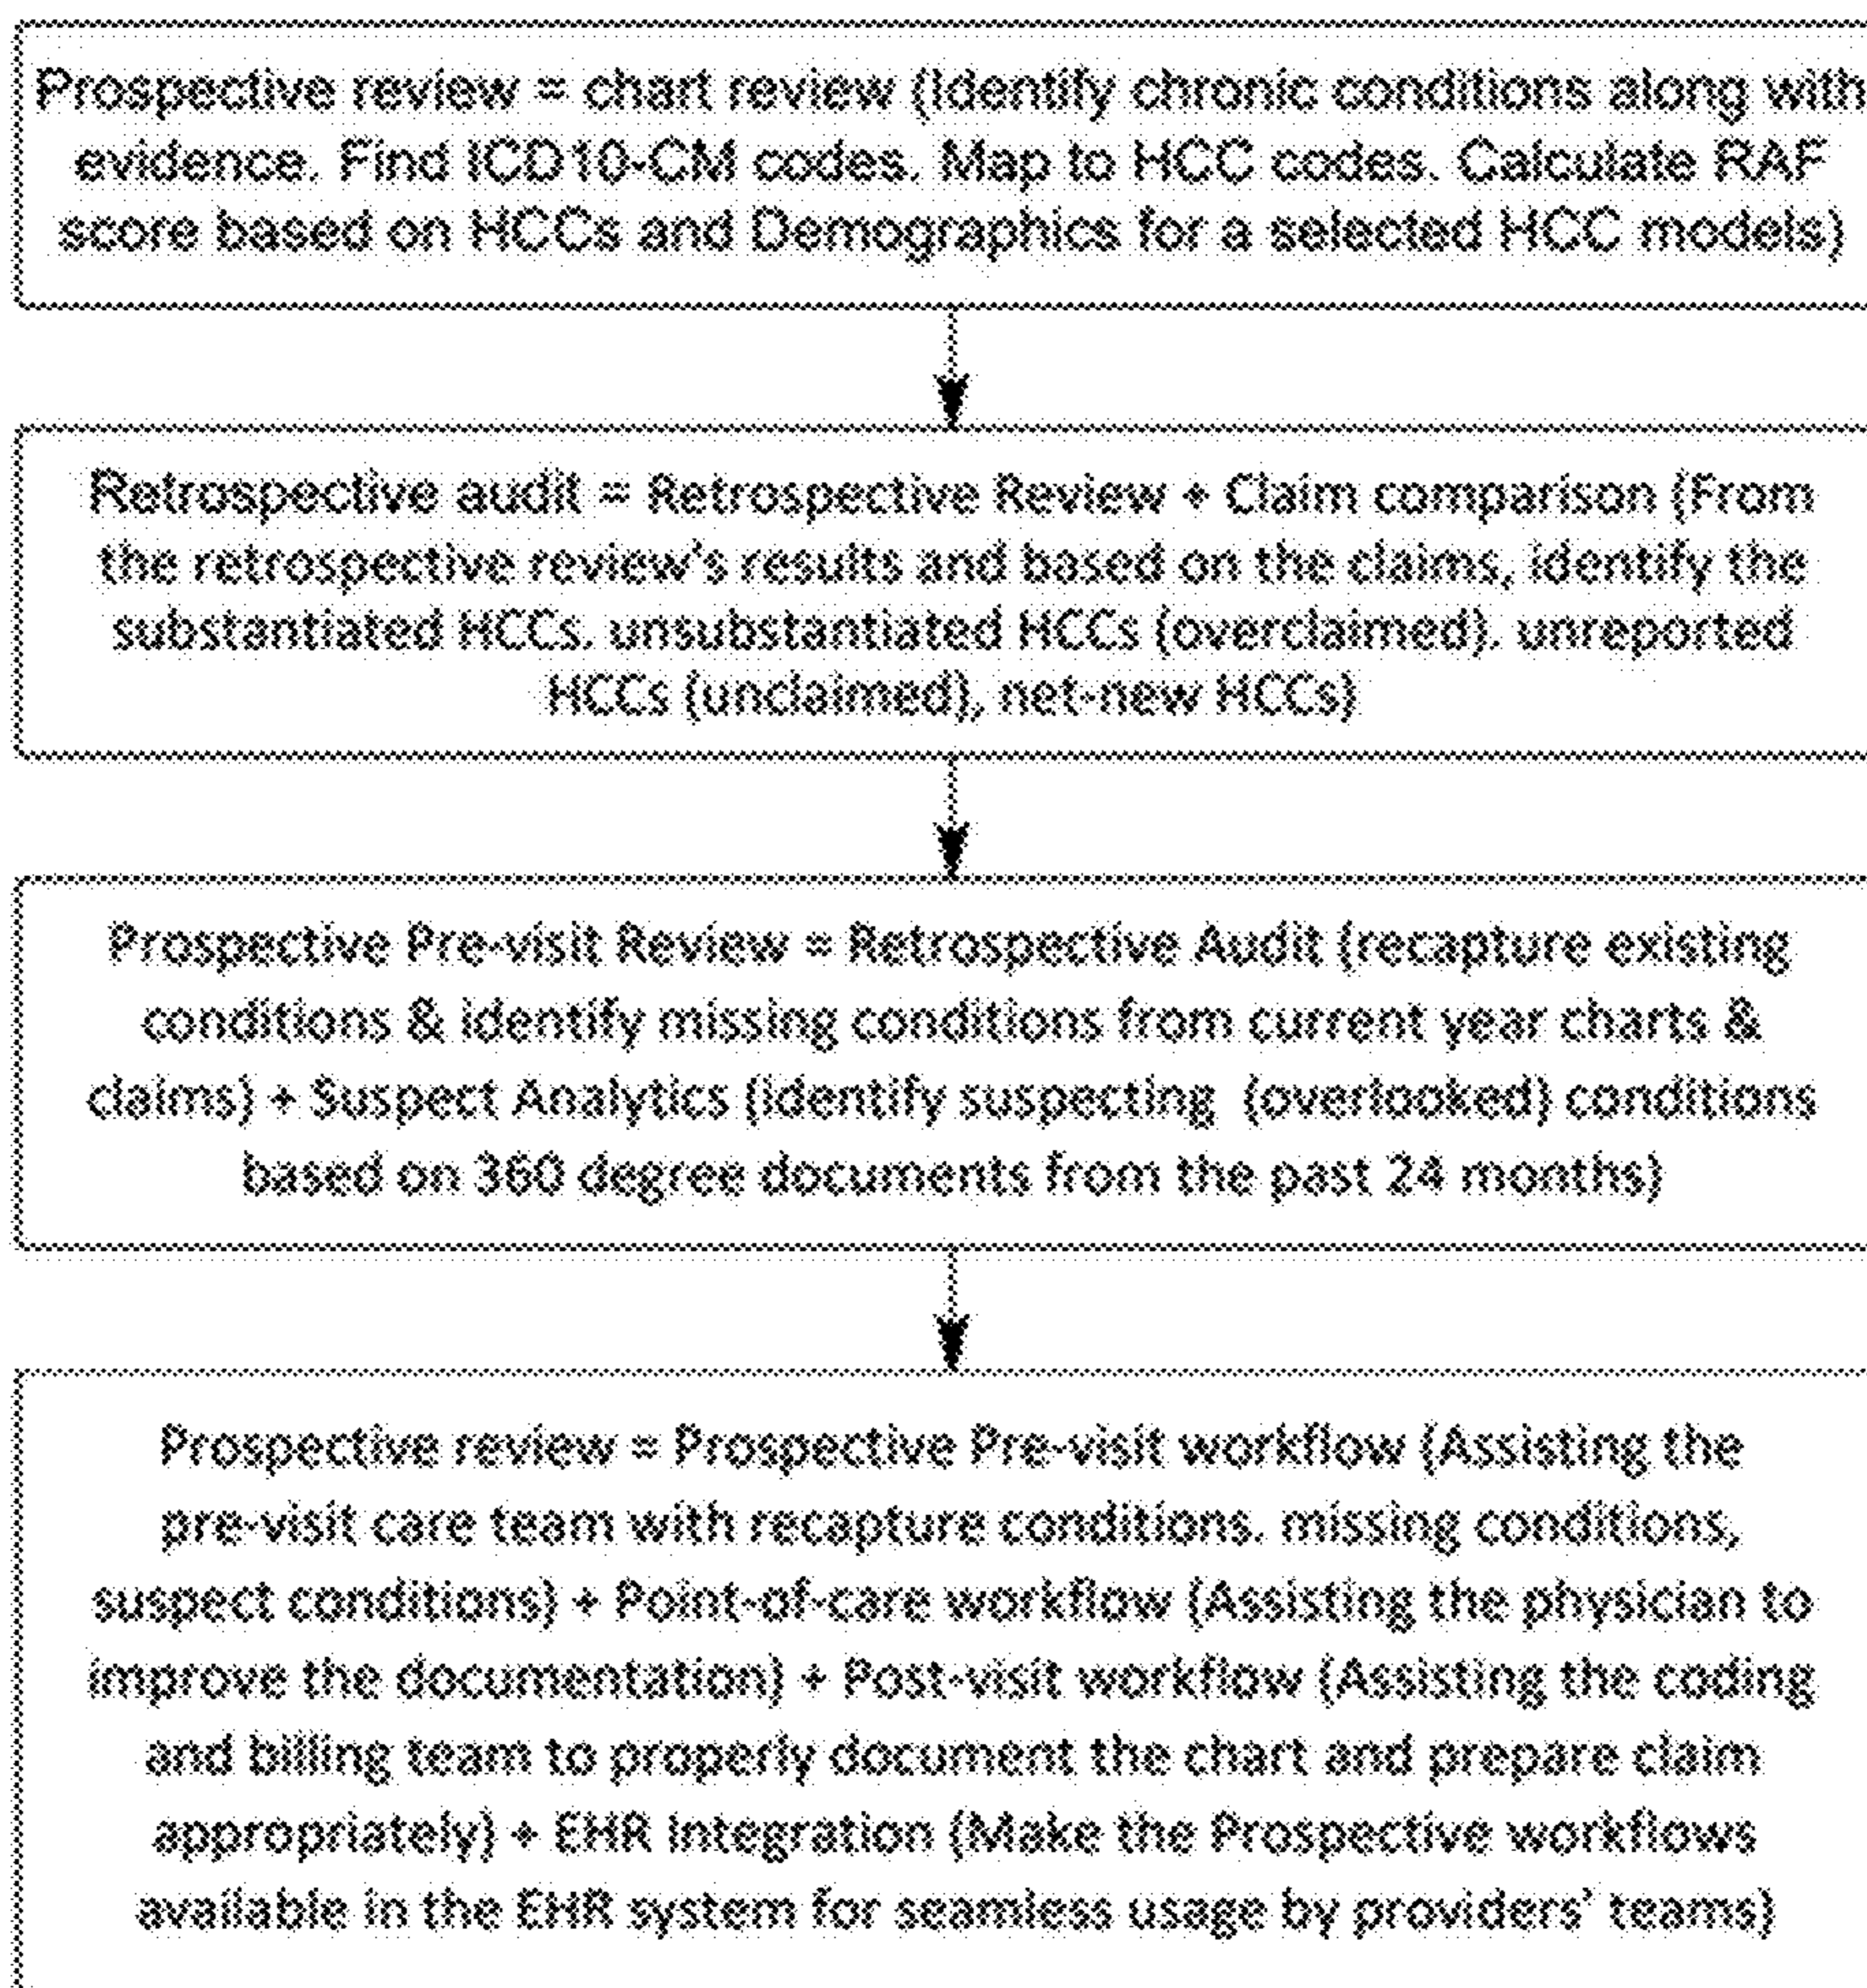 Prospective review = chart review (Identify chronic conditions along with
evidence. Find ICD10-CM codes. Map to HCC codes. Calculate RAF
score based on HCCs and Demographics for a selected HCC models)
Retrospective audit = Retrospective Review + Claim comparison (From
the retrospective review's results and based on the claims, identify the
substantiated HCCs. unsubstantiated HCCs (overclaimed). unreported
HCCs (unclaimed), net-new HCCs)
Prospective Pre-visit Review = Retrospective Audit (recapture existing
conditions & identify missing conditions from current year charts &
claims) + Suspect Analytics (identify suspecting (overlooked) conditions
based on 360 degree documents from the past 24 months)
Prospective review = Prospective Pre-visit workflow (Assisting the
pre-visit care team with recapture conditions. missing conditions,
suspect conditions) + Point-of-care workflow (Assisting the physician to
improve the documentation) + Post-visit workflow (Assisting the coding
and billing team to properly document the chart and prepare claim
appropriately) + EHR Integration (Make the Prospective workflows
available in the EHR system for seamless usage by providers' teams)